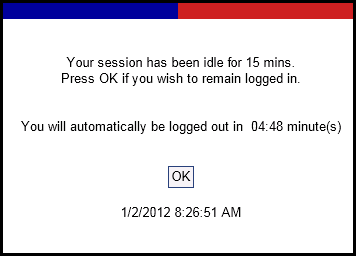 Your session has been idle for 15 mins.
Press OK if you wish to remain logged in.
You will automatically be logged out in  04:48 minute(s)
OK
1/2/2012 8:26:51 AM